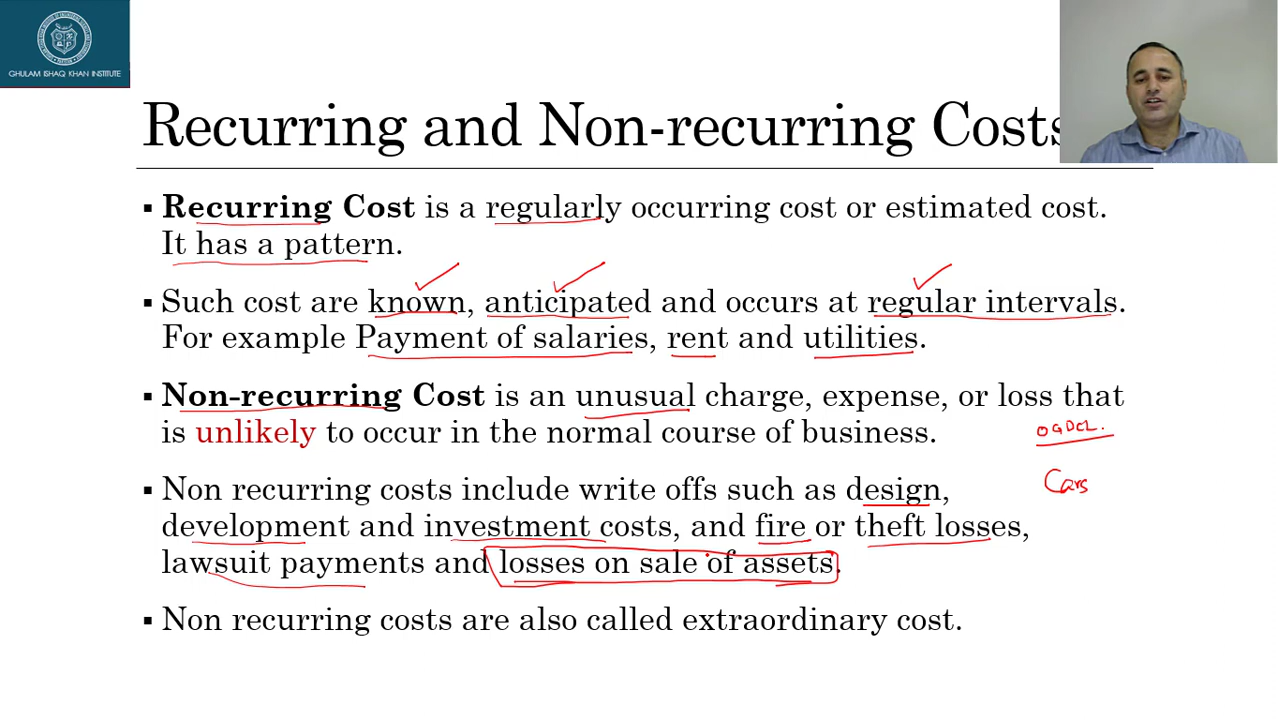 GHULAM ISHAQ KHAN INSTITUTE
Recurring and Non-recurring Costs
▪ Recurring Cost is a regularly occurring cost or estimated cost.
It has a pattern.
▪ Such cost are known, anticipated and occurs at regular intervals.
For example Payment of salaries, rent and utilities.
▪ Non-recurring Cost is an unusual charge, expense, or loss that
is unlikely to occur in the normal course of business.
OGDCL.
Cars
▪ Non recurring costs include write offs such as design,
development and investment costs, and fire or theft losses,
lawsuit payments and losses on sale of assets.
▪ Non recurring costs are also called extraordinary cost.